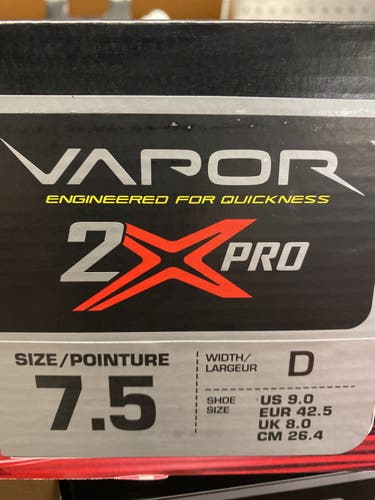 VAPOR
ENGINEERED FOR QUICKNESS
2X PRO
SIZE/POINTURE
7.5
WIDTH/
LARGEUR
D
SHOE
SIZE
US 9.0
EUR 42.5
UK 8.0
CM 26.4